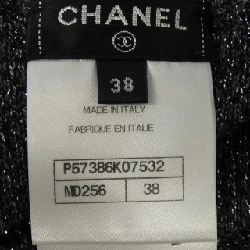 CHANEL
38
MADE IN ITALY
FABRIQUE EN ITALIE
P57386K07532
MD256 38